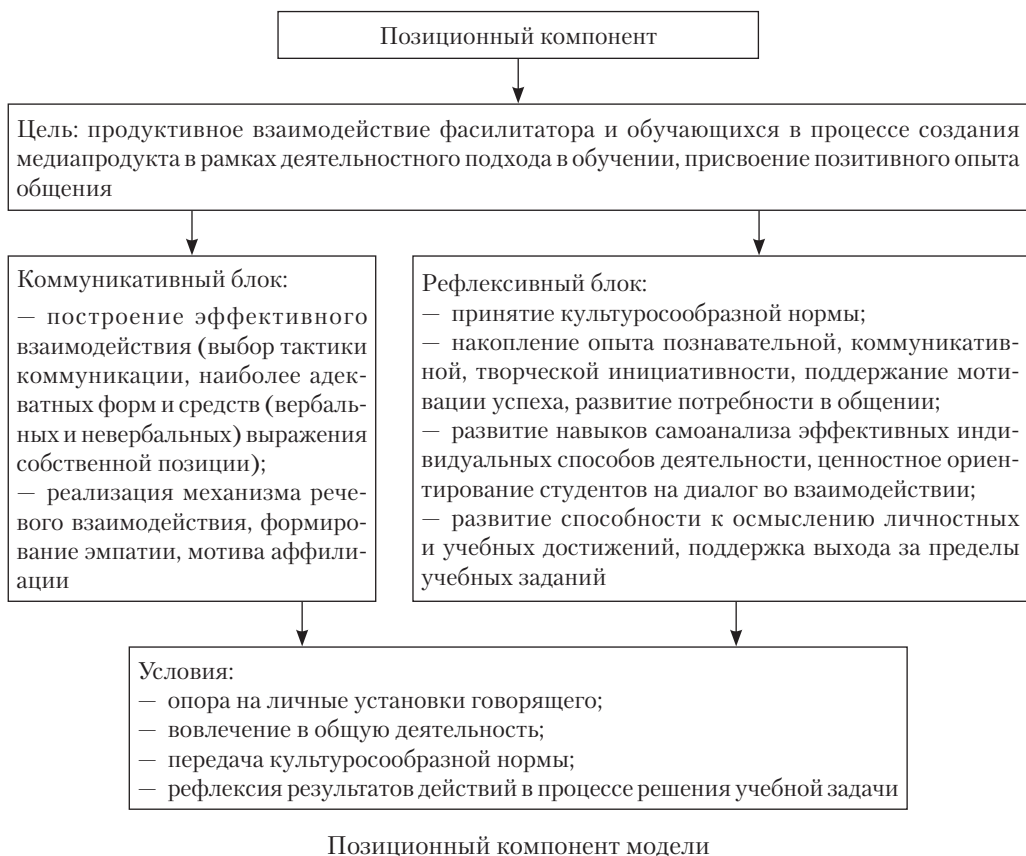 Позиционный компонент
Цель: продуктивное взаимодействие фасилитатора и обучающихся в процессе создания
медиапродукта в рамках деятельностного подхода в обучении, присвоение позитивного опыта
общения
Коммуникативный блок:
— построение эффективного
взаимодействия (выбор тактики
коммуникации, наиболее адек-
ватных форм и средств (вербаль-
ных и невербальных) выражения
собственной позиции);
— реализация механизма рече-
вого взаимодействия, формиро-
вание эмпатии, мотива аффили-
ации
Рефлексивный блок:
— принятие культуросообразной нормы;
— накопление опыта познавательной, коммуникатив-
ной, творческой инициативности, поддержание моти-
вации успеха, развитие потребности в общении;
— развитие навыков самоанализа эффективных инди-
видуальных способов деятельности, ценностное ориен-
тирование студентов на диалог во взаимодействии;
— развитие способности к осмыслению личностных
и учебных достижений, поддержка выхода за пределы
учебных заданий
Условия:
— опора на личные установки говорящего;
— вовлечение в общую деятельность;
— передача культуросообразной нормы;
— рефлексия результатов действий в процессе решения учебной задачи
Позиционный компонент модели